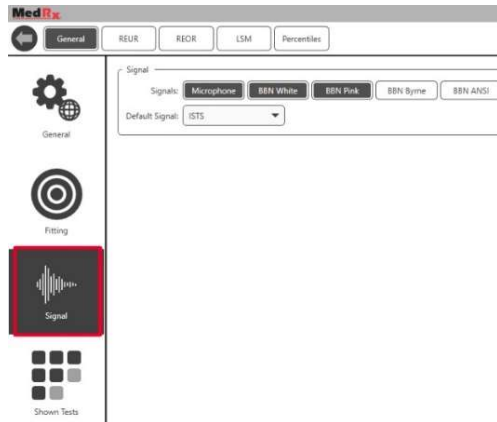 MedRx
General REUR REOR LSM Percentiles
Signal
Signals: Microphone BBN White BBN Pink BBN Byrne BBN ANSI
Default Signal: ISTS
General
Fitting
Signal
Shown Tests